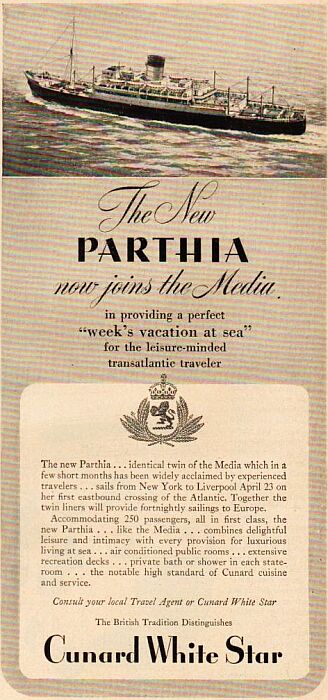 The New
PARTHIA
now joins the Media.
in providing a perfect
“week's vacation at sea”
for the leisure-minded
transatlantic traveler
The new Parthia . . . identical twin of the Media which in a
few short months has been widely acclaimed by experienced
travelers . . . sails from New York to Liverpool April 23 on
her first eastbound crossing of the Atlantic. Together the
twin liners will provide fortnightly sailings to Europe.
Accommodating 250 passengers, all in first class, the
new Parthia . . . like the Media . . . combines delightful
leisure and intimacy with every provision for luxurious
living at sea . . . air conditioned public rooms . . . extensive
recreation decks . . . private bath or shower in each state-
room . . . the notable high standard of Cunard cuisine
and service.
Consult your local Travel Agent or Cunard White Star
The British Tradition Distinguishes
Cunard White Star